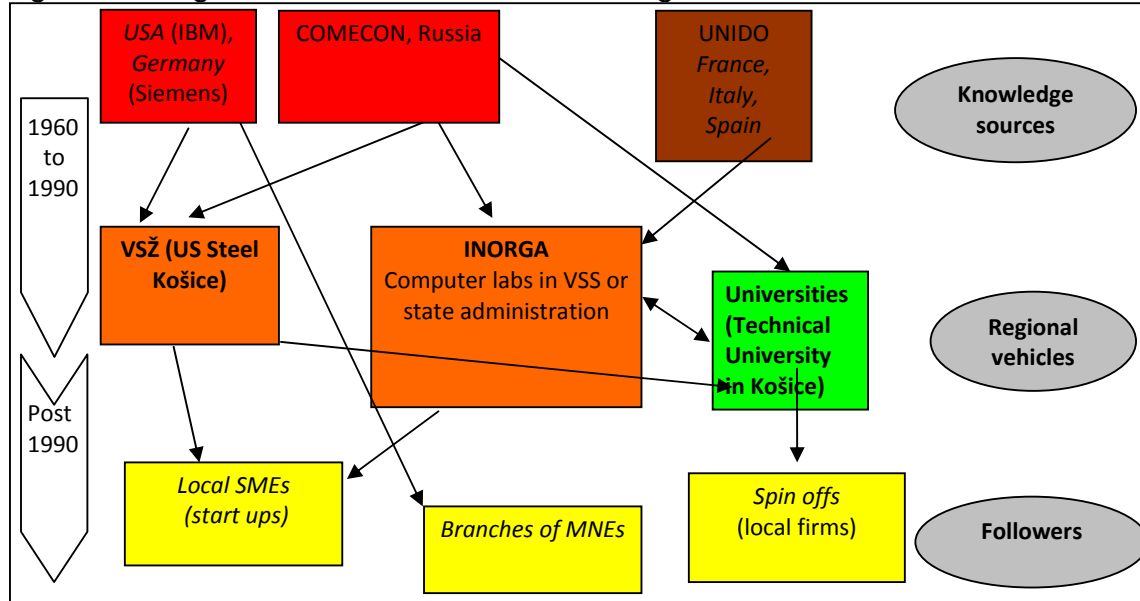 USA (IBM),
Germany
(Siemens)
COMECON, Russia
UNIDO
France,
Italy,
Spain
Knowledge
sources
1960
to
1990
VSŽ (US Steel
Košice)
INORGA
Computer labs in VSS or
state administration
Universities
(Technical
University
in Košice)
Regional
vehicles
Post
1990
Local SMEs
(start ups)
Branches of MNEs
Spin offs
(local firms)
Followers